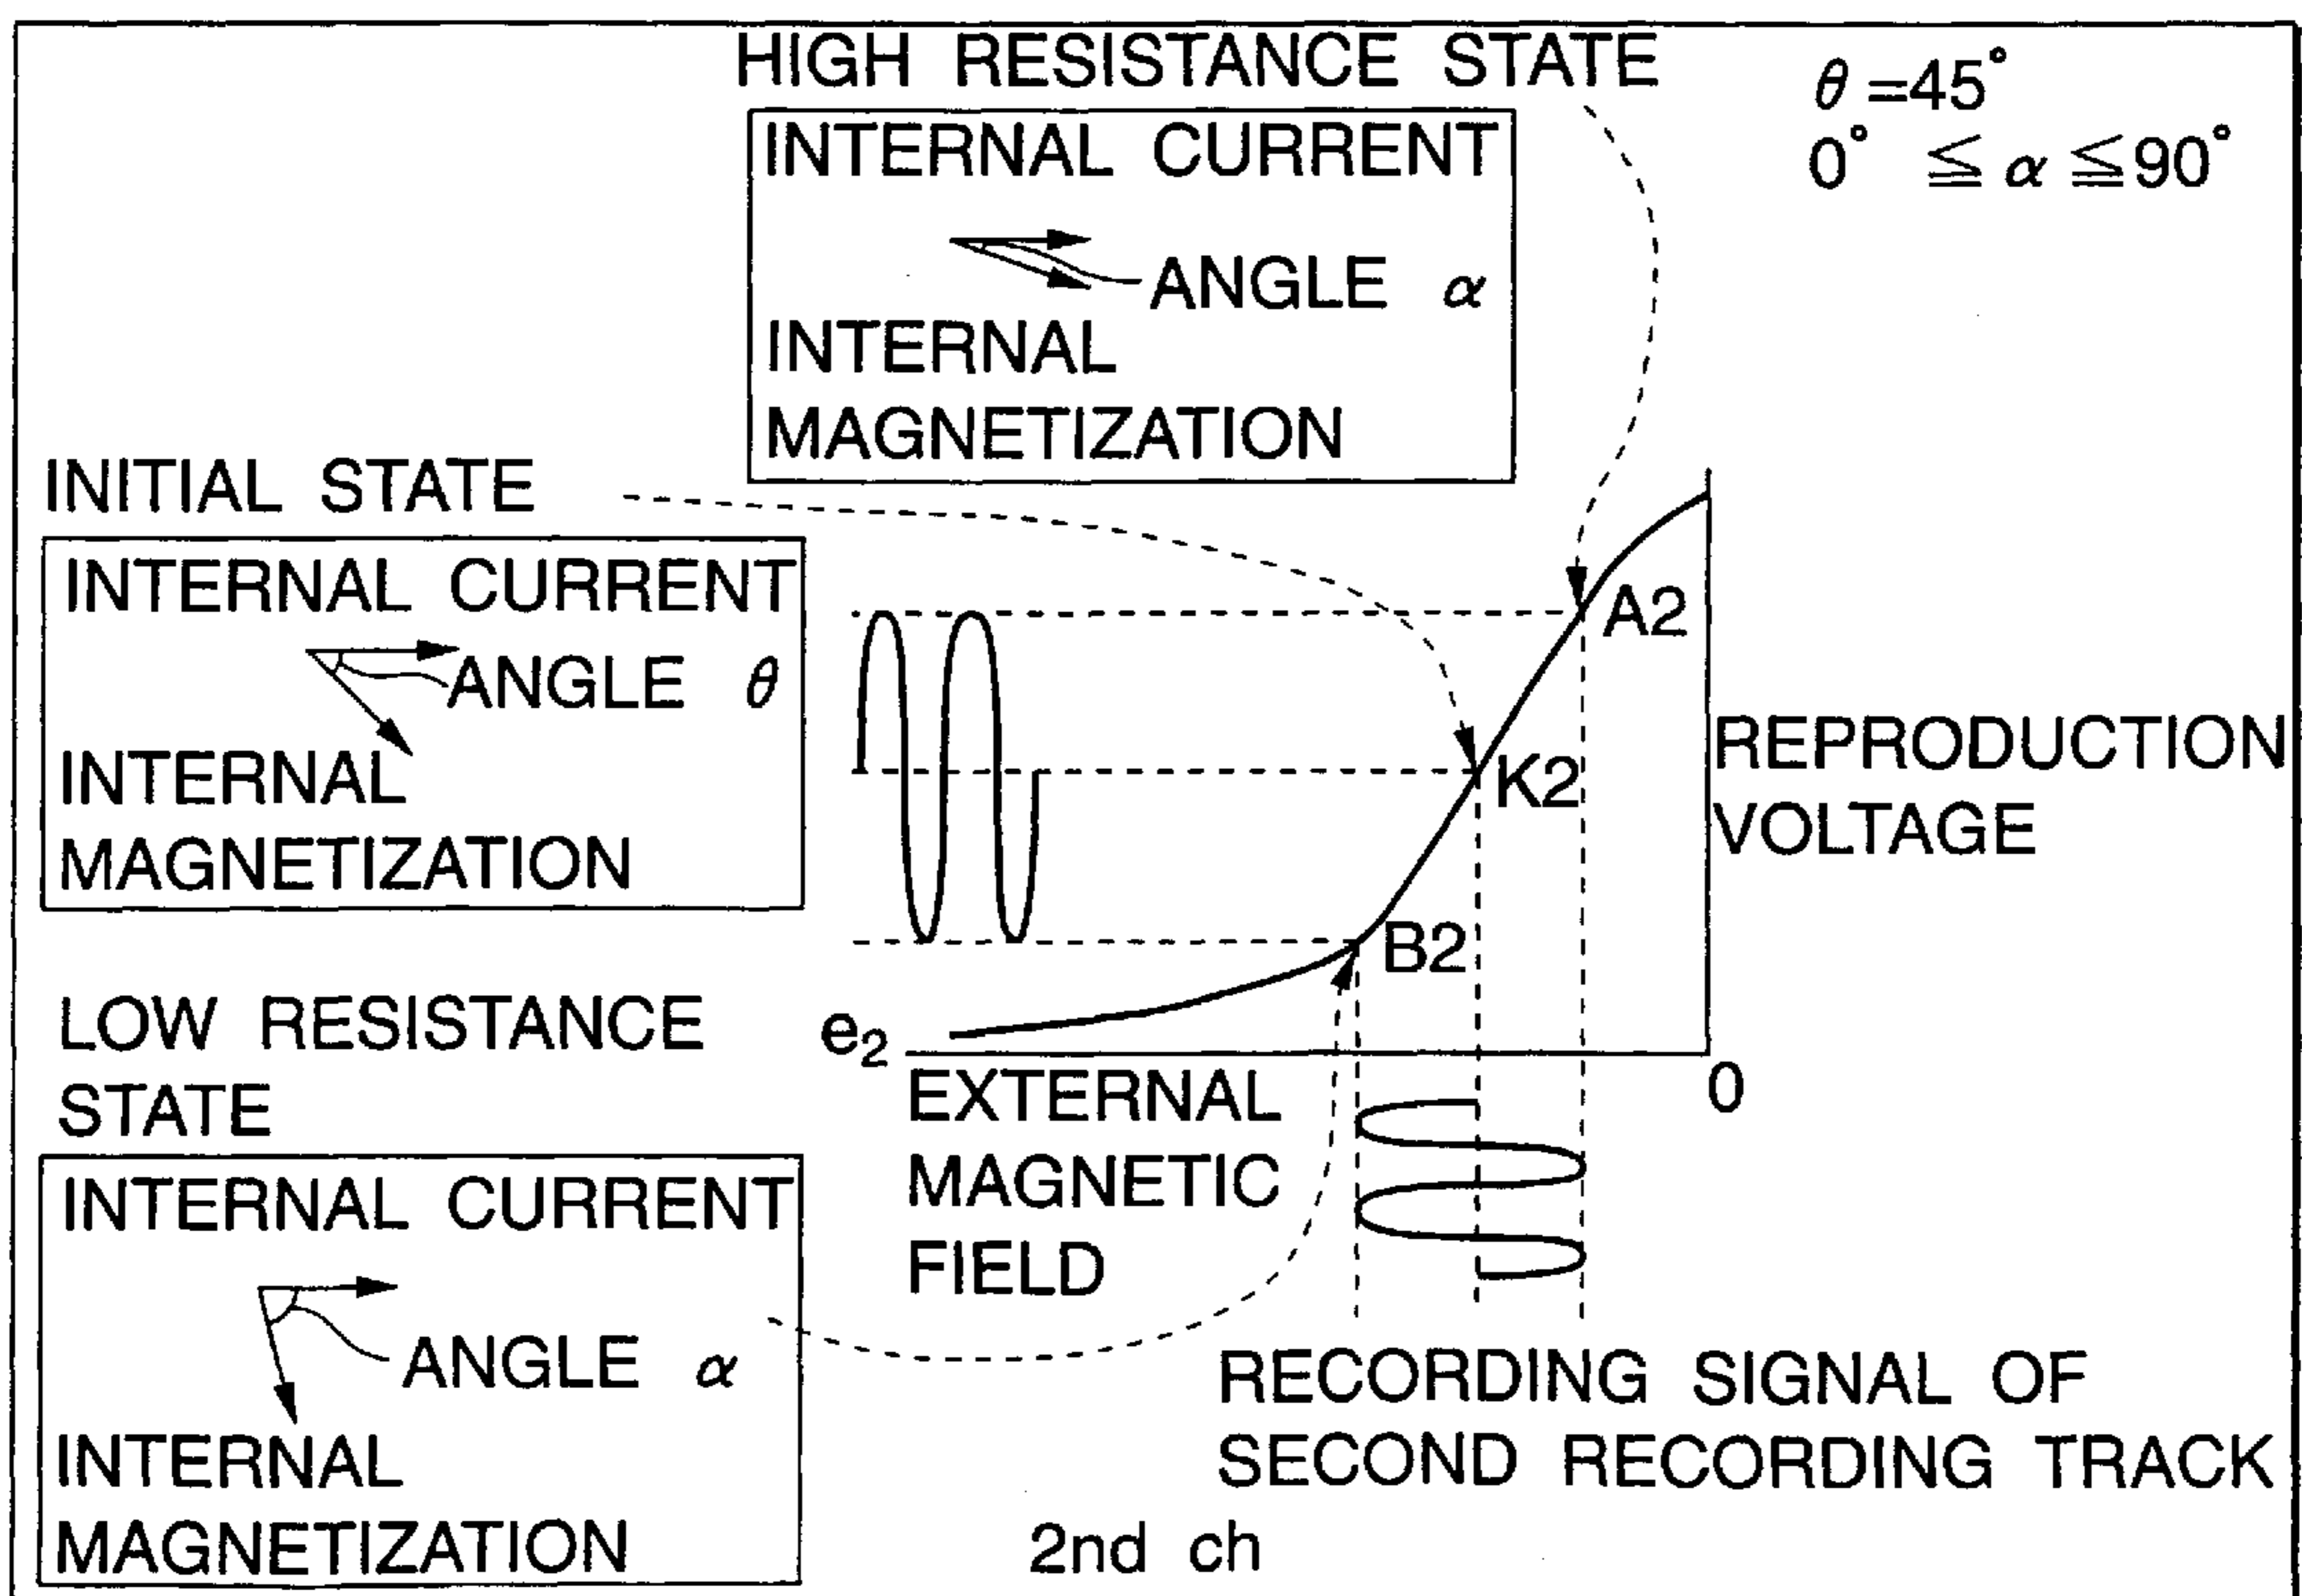 HIGH RESISTANCE STATE
θ =45°
0° ≦ α ≦ 90°
INTERNAL CURRENT
ANGLE α
INTERNAL
MAGNETIZATION
INITIAL STATE
INTERNAL CURRENT
ANGLE θ
INTERNAL
MAGNETIZATION
A2
K2
B2
REPRODUCTION
VOLTAGE
LOW RESISTANCE
STATE
e₂
0
EXTERNAL
MAGNETIC
FIELD
INTERNAL CURRENT
ANGLE α
INTERNAL
MAGNETIZATION
RECORDING SIGNAL OF
SECOND RECORDING TRACK
2nd ch